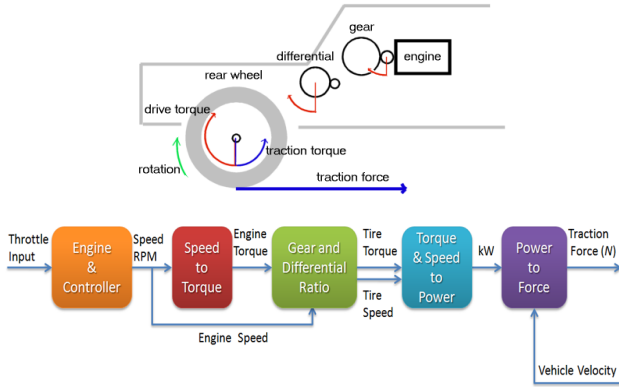 gear
differential
engine
rear wheel
drive torque
traction torque
rotation
traction force
Throttle
Input
Engine
&
Controller
Speed
RPM
Speed
to
Torque
Engine
Torque
Gear and
Differential
Ratio
Tire
Torque
Tire
Speed
Torque
& Speed
to
Power
kW
Power
to
Force
Traction
Force (N)
Engine Speed
Vehicle Velocity